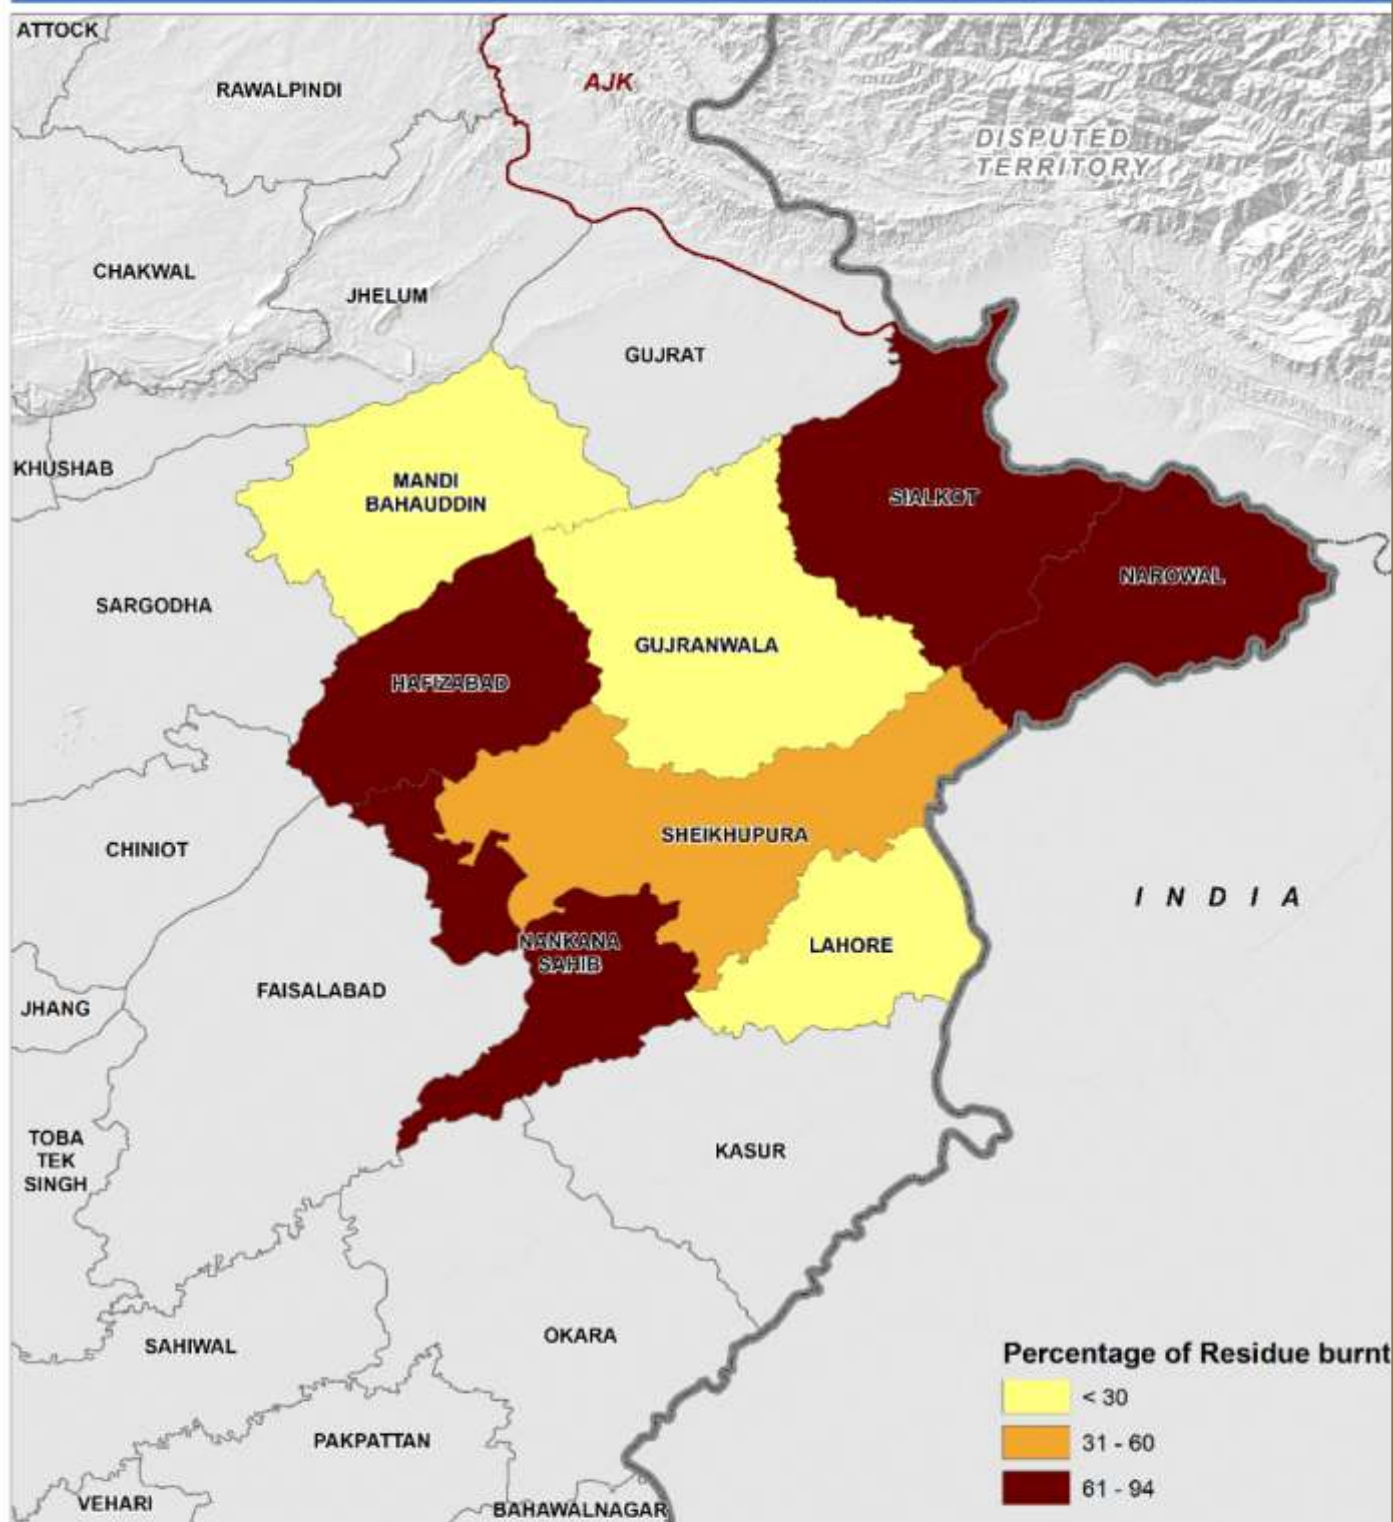 ATTOCK
RAWALPINDI
AJK
DISPUTED
TERRITORY
CHAKWAL
JHELUM
GUJRAT
KHUSHAB
MANDI
BAHAUDDIN
SIALKOT
NAROWAL
SARGODHA
GUJRANWALA
HAFIZABAD
CHINIOT
SHEIKHUPURA
INDIA
NANKANA
SAHIB
LAHORE
FAISALABAD
JHANG
TOBA
TEK
SINGH
KASUR
OKARA
SAHIWAL
PAKPATTAN
VEHARI
BAHAWALNAGAR
Percentage of Residue burnt
< 30
31 - 60
61 - 94